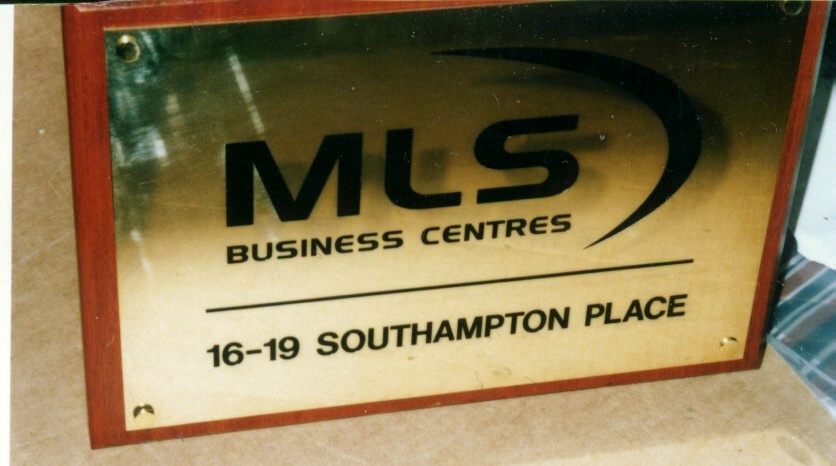 MLS
BUSINESS CENTRES
16-19 SOUTHAMPTON PLACE